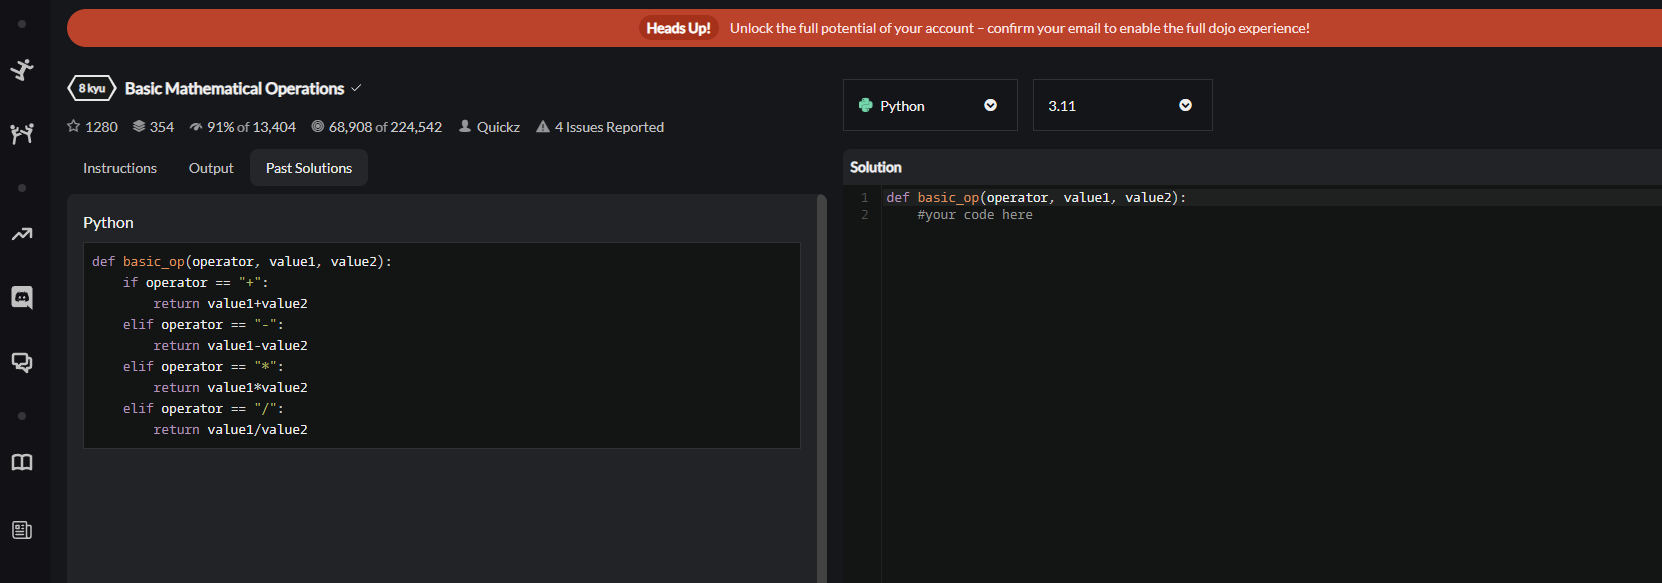 Heads Up! Unlock the full potential of your account – confirm your email to enable the full dojo experience!
8 kyu Basic Mathematical Operations
1280 354 91% of 13,404 68,908 of 224,542 Quickz 4 Issues Reported
Instructions Output Past Solutions
Python
def basic_op(operator, value1, value2):
    if operator == "+":
        return value1+value2
    elif operator == "-":
        return value1-value2
    elif operator == "*":
        return value1*value2
    elif operator == "/":
        return value1/value2
Python 3.11
Solution
1 def basic_op(operator, value1, value2):
2     #your code here